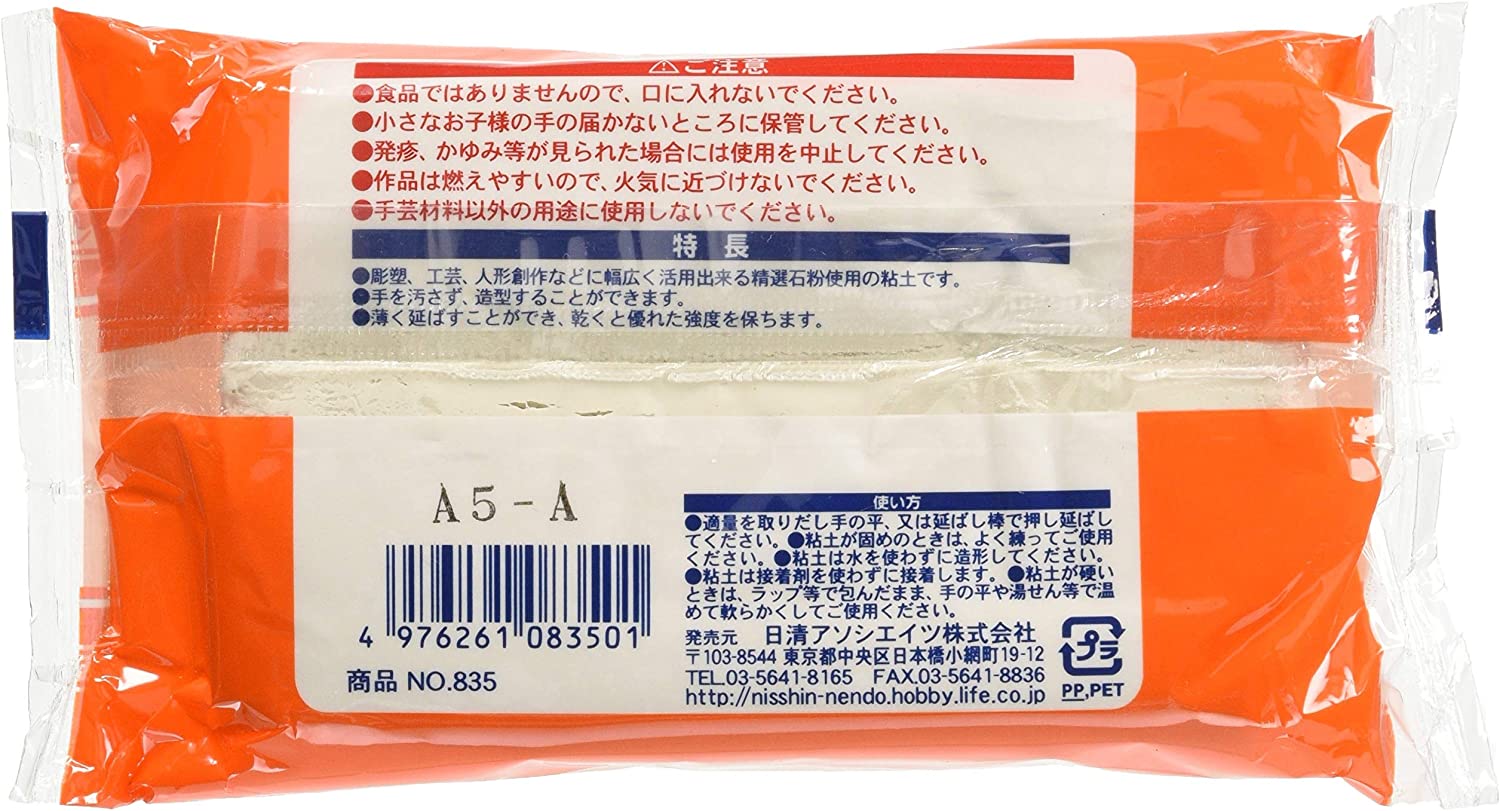 ⚠ご注意
●食品ではありませんので、口に入れないでください。
●小さなお子様の手の届かないところに保管してください。
●発疹、かゆみ等が見られた場合には使用を中止してください。
●作品は燃えやすいので、火気に近づけないでください。
●手芸材料以外の用途に使用しないでください。
特長
●彫塑、工芸、人形創作などに幅広く活用出来る精選石粉使用の粘土です。
●手を汚さず、造型することができます。
●薄く延ばすことができ、乾くと優れた強度を保ちます。
A5-A
4 976261 083501
商品 NO.835
使い方
●適量を取りだし手の平、又は延ばし棒で押し延ばし
てください。●粘土が固めのときは、よく練ってご使用
ください。●粘土は水を使わずに造形してください。
●粘土は接着剤を使わずに接着します。●粘土が硬い
ときは、ラップ等で包んだまま、手の平や湯せん等で温
めて軟らかくしてご使用ください。
発売元 日清アソシエイツ株式会社
〒103-8544 東京都中央区日本橋小網町19-12
TEL.03-5641-8165 FAX.03-5641-8836
http://nisshin-nendo.hobby.life.co.jp
プラ
PP,PET